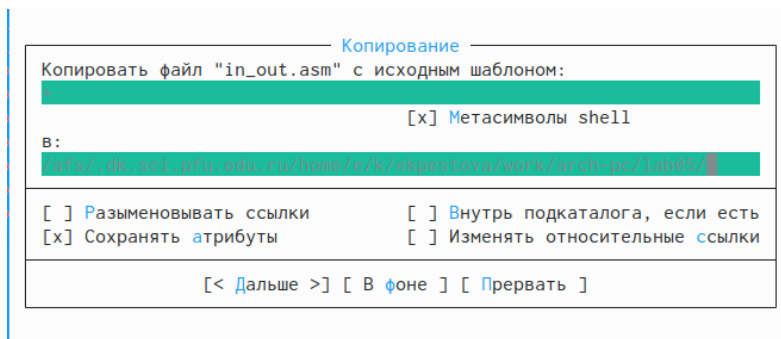 Копирование
Копировать файл "in_out.asm" с исходным шаблоном:
*
[x] Метасимволы shell
в:
/afs/.dk.sci.pfu.edu.ru/home/e/k/ekpestova/work/arch-pc/lab05/
[ ] Разыменовывать ссылки [ ] Внутрь подкаталога, если есть
[x] Сохранять атрибуты [ ] Изменять относительные ссылки
[< Дальше >] [ В фоне ] [ Прервать ]